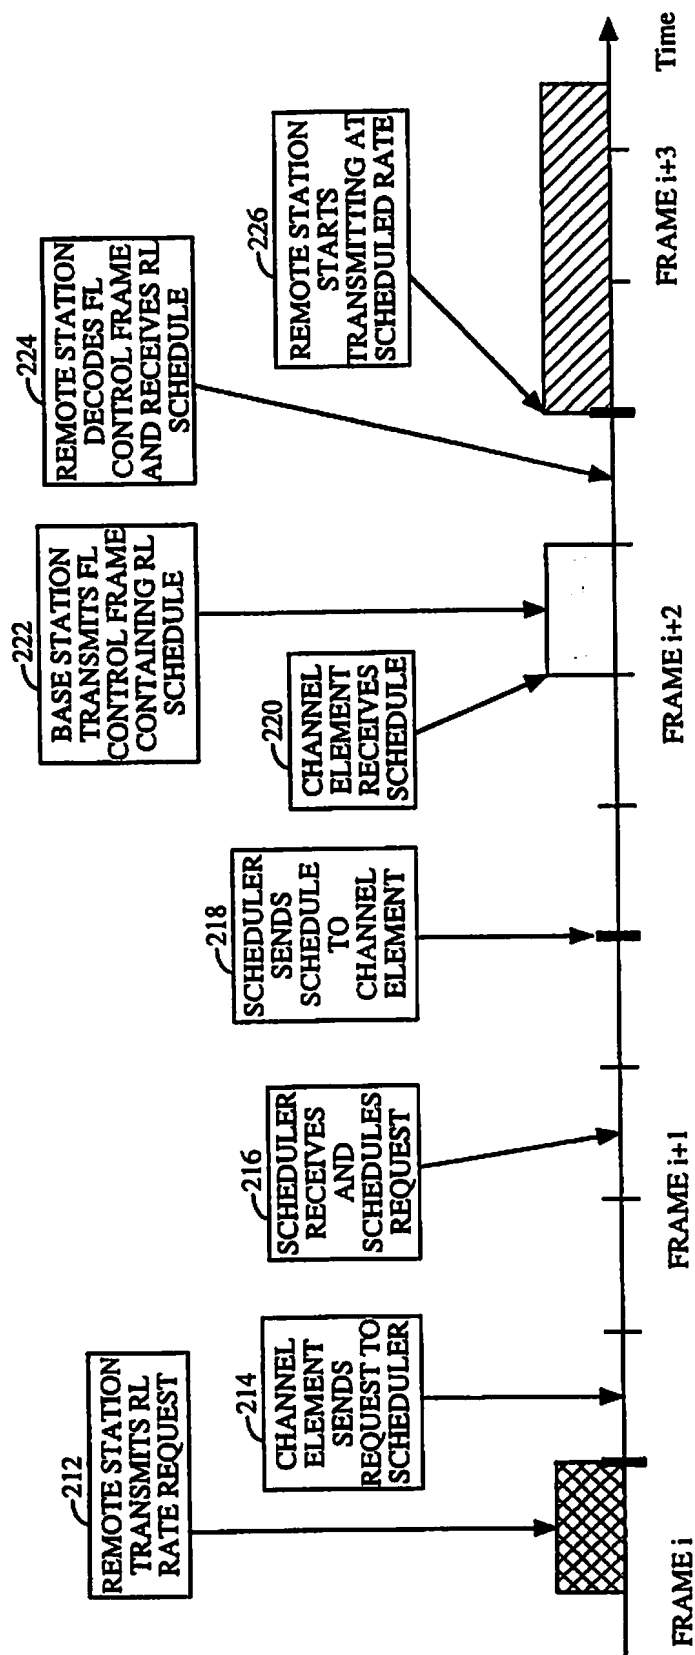 212
REMOTE STATION
TRANSMITS RL
RATE REQUEST
214
CHANNEL
ELEMENT
SENDS
REQUEST TO
SCHEDULER
216
SCHEDULER
RECEIVES
AND
SCHEDULES
REQUEST
218
SCHEDULER
SENDS
SCHEDULE
TO
CHANNEL
ELEMENT
220
CHANNEL
ELEMENT
RECEIVES
SCHEDULE
222
BASE STATION
TRANSMITS FL
CONTROL FRAME
CONTAINING RL
SCHEDULE
224
REMOTE STATION
DECODES FL
CONTROL FRAME
AND RECEIVES RL
SCHEDULE
226
REMOTE STATION
STARTS
TRANSMITTING AT
SCHEDULED RATE
FRAME i
FRAME i+1
FRAME i+2
FRAME i+3
Time